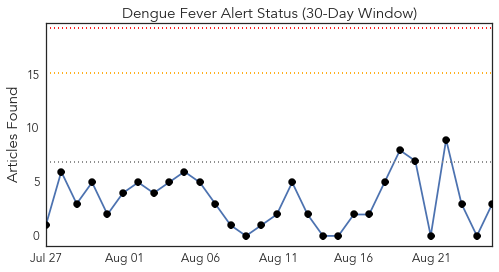 Dengue Fever Alert Status (30-Day Window)
Articles Found
15
10
5
0
Jul 27 Aug 01 Aug 06 Aug 11 Aug 16 Aug 21